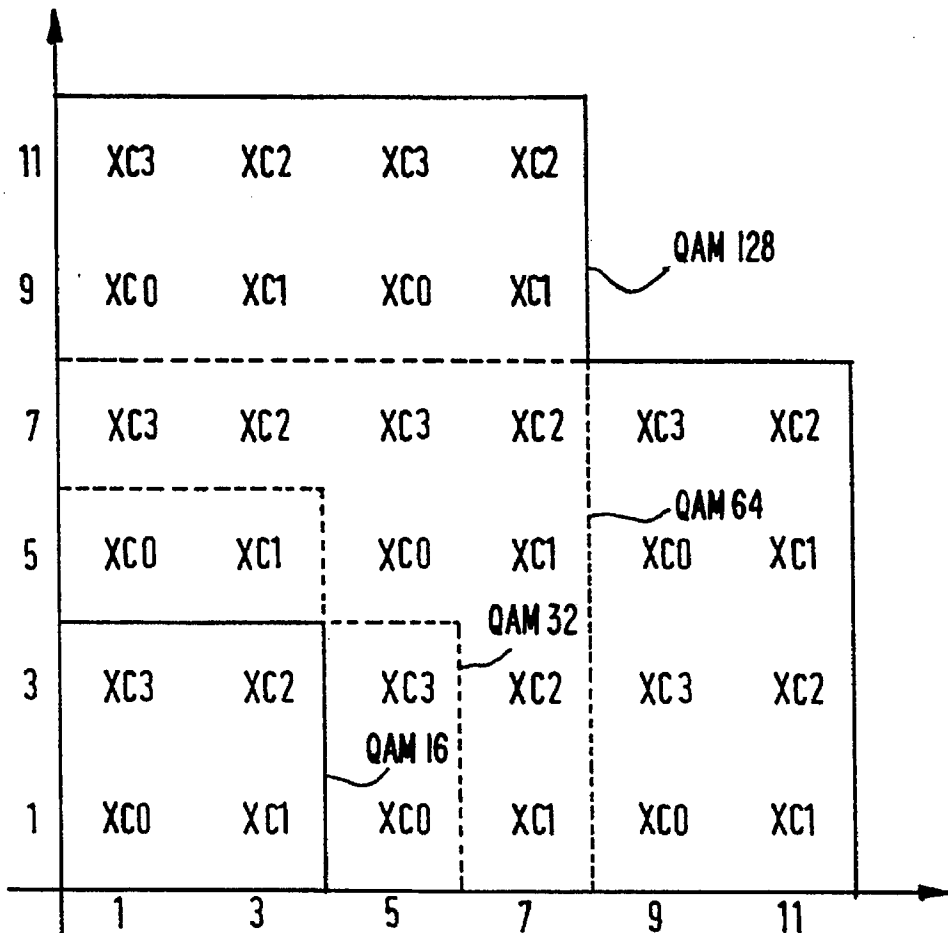 11 XC3 XC2 XC3 XC2
QAM 128
9 XC0 XC1 XC0 XC1
7 XC3 XC2 XC3 XC2 XC3 XC2
QAM 64
5 XC0 XC1 XC0 XC1 XC0 XC1
QAM 32
3 XC3 XC2 XC3 XC2 XC3 XC2
QAM 16
1 XC0 XC1 XC0 XC1 XC0 XC1
1 3 5 7 9 11